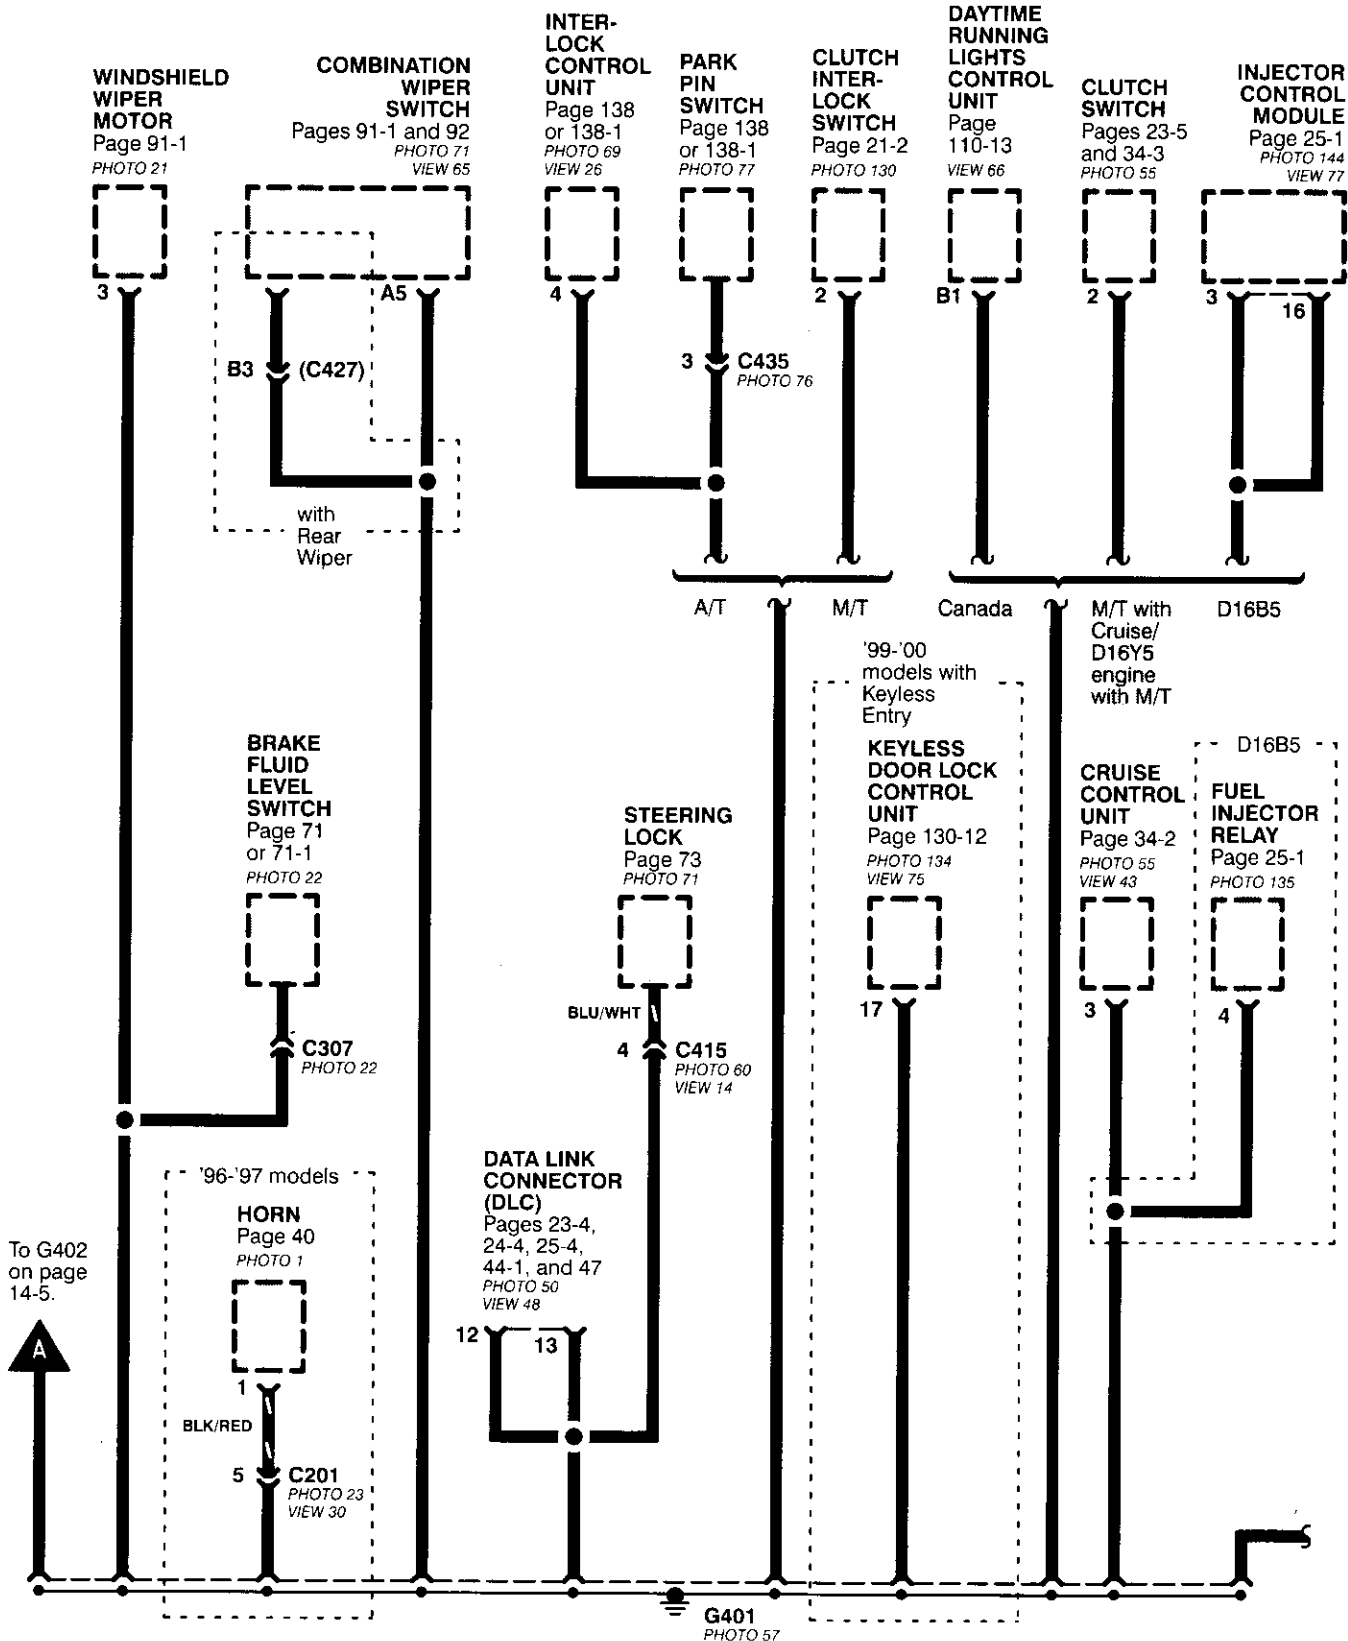 WINDSHIELD
WIPER
MOTOR
Page 91-1
PHOTO 21
3
COMBINATION
WIPER
SWITCH
Pages 91-1 and 92
PHOTO 71
VIEW 65
A5
B3
(C427)
with
Rear
Wiper
INTER-
LOCK
CONTROL
UNIT
Page 138
or 138-1
PHOTO 69
VIEW 26
4
PARK
PIN
SWITCH
Page 138
or 138-1
PHOTO 77
3
C435
PHOTO 76
CLUTCH
INTER-
LOCK
SWITCH
Page 21-2
PHOTO 130
2
DAYTIME
RUNNING
LIGHTS
CONTROL
UNIT
Page
110-13
VIEW 66
B1
CLUTCH
SWITCH
Pages 23-5
and 34-3
PHOTO 55
2
INJECTOR
CONTROL
MODULE
Page 25-1
PHOTO 144
VIEW 77
3
16
A/T
M/T
Canada
M/T with
Cruise/
D16Y5
engine
with M/T
D16B5
BRAKE
FLUID
LEVEL
SWITCH
Page 71
or 71-1
PHOTO 22
C307
PHOTO 22
STEERING
LOCK
Page 73
PHOTO 71
BLU/WHT
4
C415
PHOTO 60
VIEW 14
'99-'00
models with
Keyless
Entry
KEYLESS
DOOR LOCK
CONTROL
UNIT
Page 130-12
PHOTO 134
VIEW 75
17
CRUISE
CONTROL
UNIT
Page 34-2
PHOTO 55
VIEW 43
3
D16B5
FUEL
INJECTOR
RELAY
Page 25-1
PHOTO 135
4
To G402
on page
14-5.
A
'96-'97 models
HORN
Page 40
PHOTO 1
1
BLK/RED
5
C201
PHOTO 23
VIEW 30
DATA LINK
CONNECTOR
(DLC)
Pages 23-4,
24-4, 25-4,
44-1, and 47
PHOTO 50
VIEW 48
12
13
G401
PHOTO 57